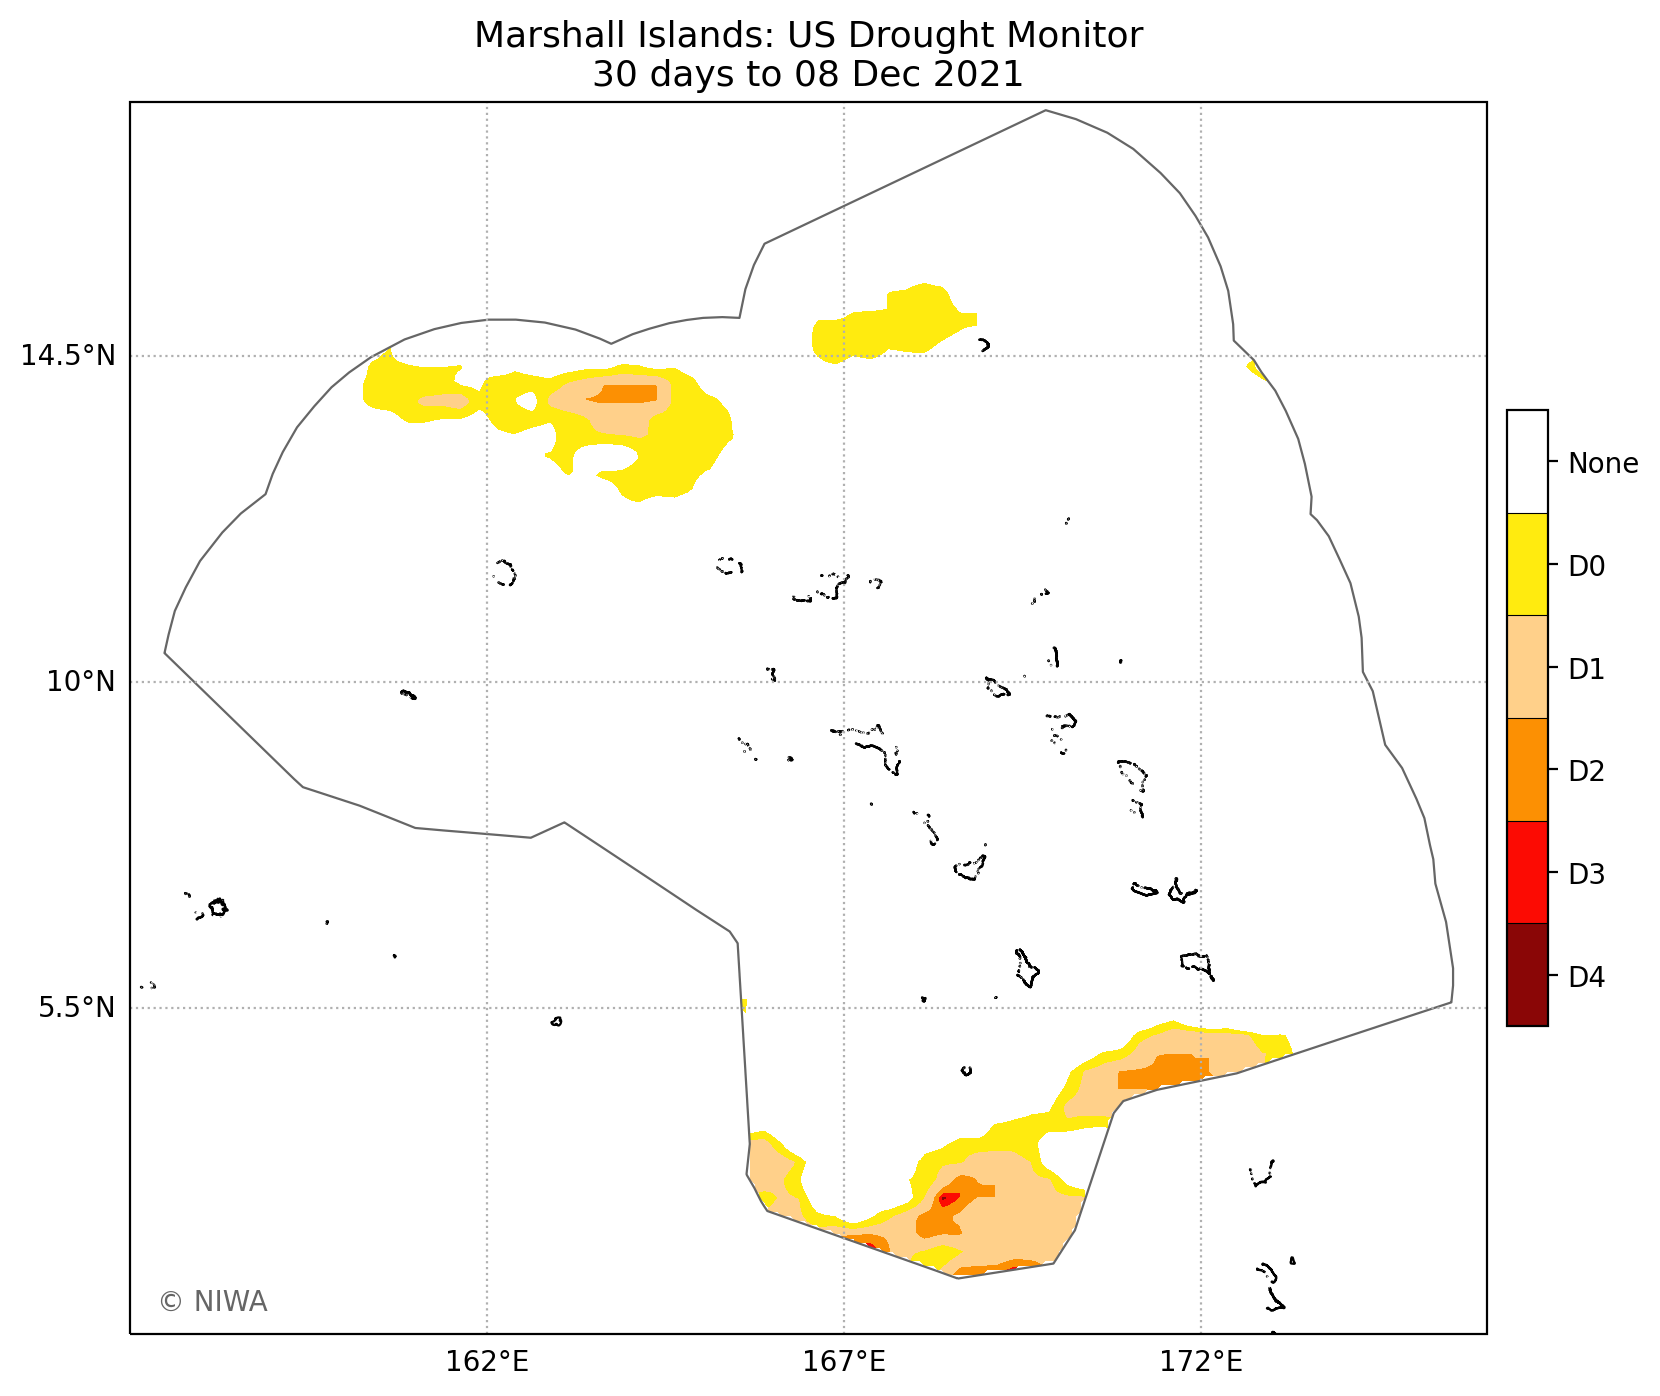 Marshall Islands: US Drought Monitor
30 days to 08 Dec 2021
14.5°N
10°N
5.5°N
162°E
167°E
172°E
None
D0
D1
D2
D3
D4
© NIWA